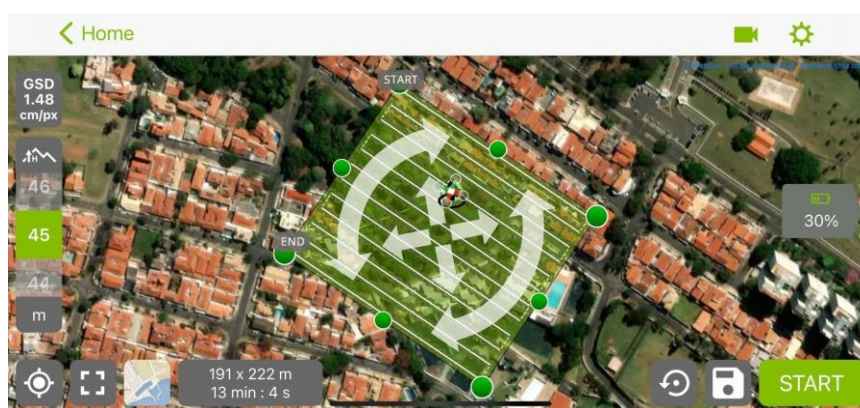 Home
GSD
1.48
cm/px
START
H
46
45
44
m
END
30%
191 x 222 m
13 min : 4 s
START